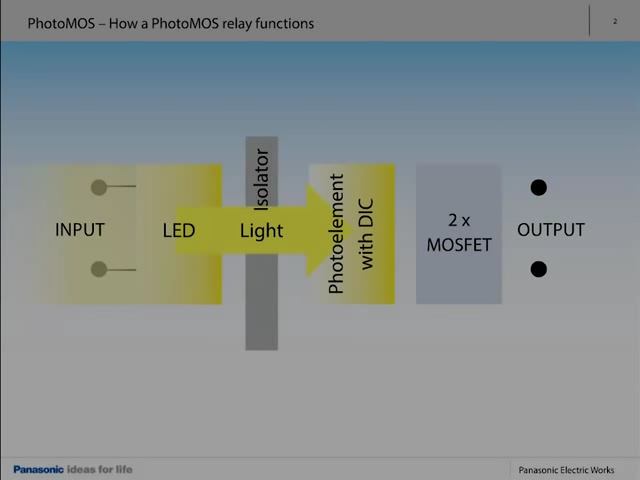 PhotoMOS – How a PhotoMOS relay functions
2
INPUT
LED
Isolator
Light
Photoelement
with DIC
2 x
MOSFET
OUTPUT
Panasonic ideas for life
Panasonic Electric Works